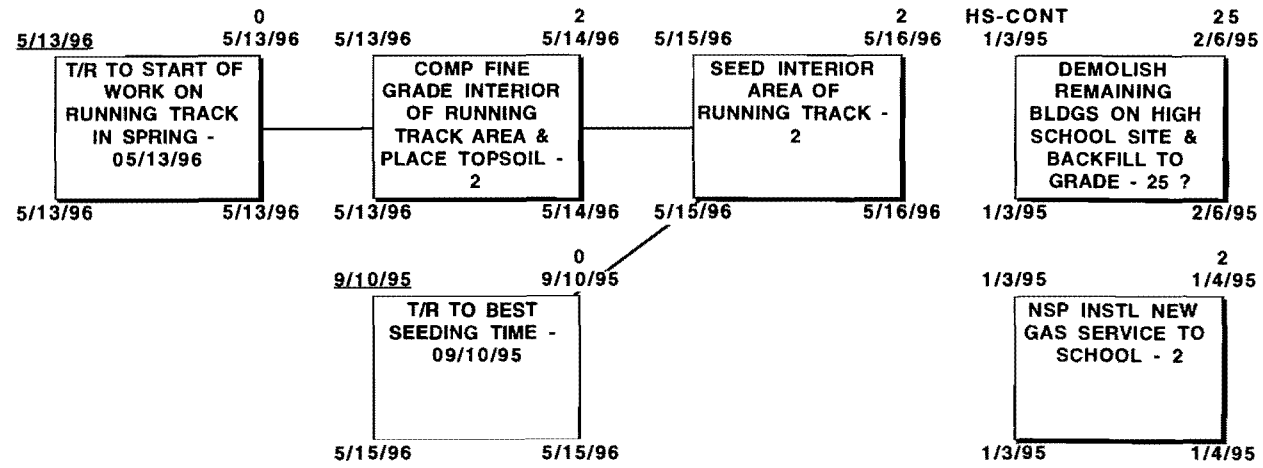 0
5/13/96 5/13/96
T/R TO START OF
WORK ON
RUNNING TRACK
IN SPRING -
05/13/96
5/13/96 5/13/96
2
5/13/96 5/14/96
COMP FINE
GRADE INTERIOR
OF RUNNING
TRACK AREA &
PLACE TOPSOIL -
2
5/13/96 5/14/96
2
5/15/96 5/16/96
SEED INTERIOR
AREA OF
RUNNING TRACK -
2
5/15/96 5/16/96
HS-CONT 25
1/3/95 2/6/95
DEMOLISH
REMAINING
BLDGS ON HIGH
SCHOOL SITE &
BACKFILL TO
GRADE - 25 ?
1/3/95 2/6/95
0
9/10/95 9/10/95
T/R TO BEST
SEEDING TIME -
09/10/95
5/15/96 5/15/96
2
1/3/95 1/4/95
NSP INSTL NEW
GAS SERVICE TO
SCHOOL - 2
1/3/95 1/4/95